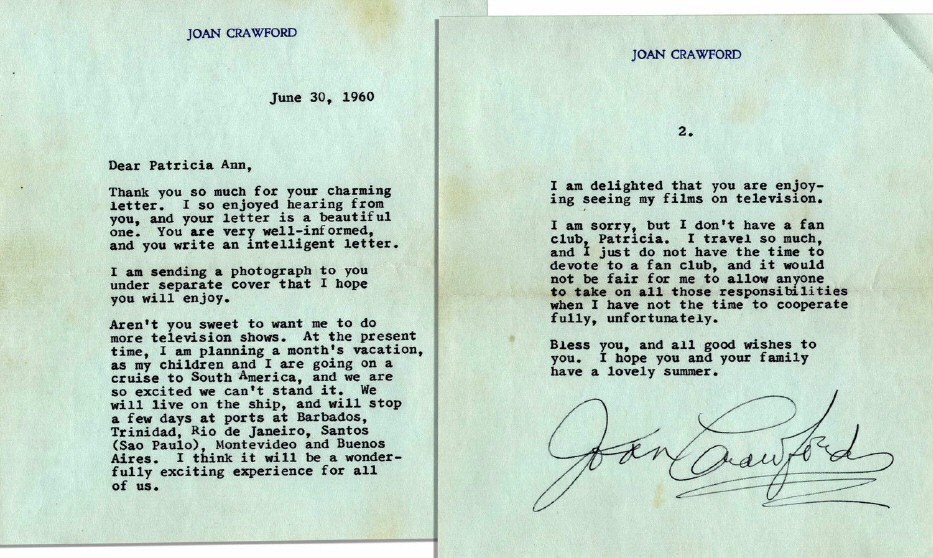 JOAN CRAWFORD
June 30, 1960
Dear Patricia Ann,
Thank you so much for your charming
letter. I so enjoyed hearing from
you, and your letter is a beautiful
one. You are very well-informed,
and you write an intelligent letter.
I am sending a photograph to you
under separate cover that I hope
you will enjoy.
Aren't you sweet to want me to do
more television shows. At the present
time, I am planning a month's vacation,
as my children and I are going on a
cruise to South America, and we are
so excited we can't stand it. We
will live on the ship, and will stop
a few days at ports at Barbados,
Trinidad, Rio de Janeiro, Santos
(Sao Paulo), Montevideo and Buenos
Aires. I think it will be a wonder-
fully exciting experience for all
of us.
JOAN CRAWFORD
2.
I am delighted that you are enjoy-
ing seeing my films on television.
I am sorry, but I don't have a fan
club, Patricia. I travel so much,
and I just do not have the time to
devote to a fan club, and it would
not be fair for me to allow anyone
to take on all those responsibilities
when I have not the time to cooperate
fully, unfortunately.
Bless you, and all good wishes to
you. I hope you and your family
have a lovely summer.
Joan Crawford